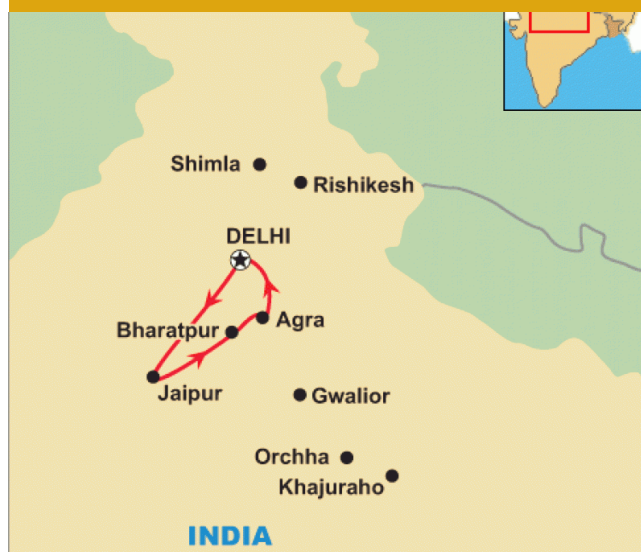 Shimla
Rishikesh
DELHI
Agra
Bharatpur
Jaipur
Gwalior
Orchha
Khajuraho
INDIA